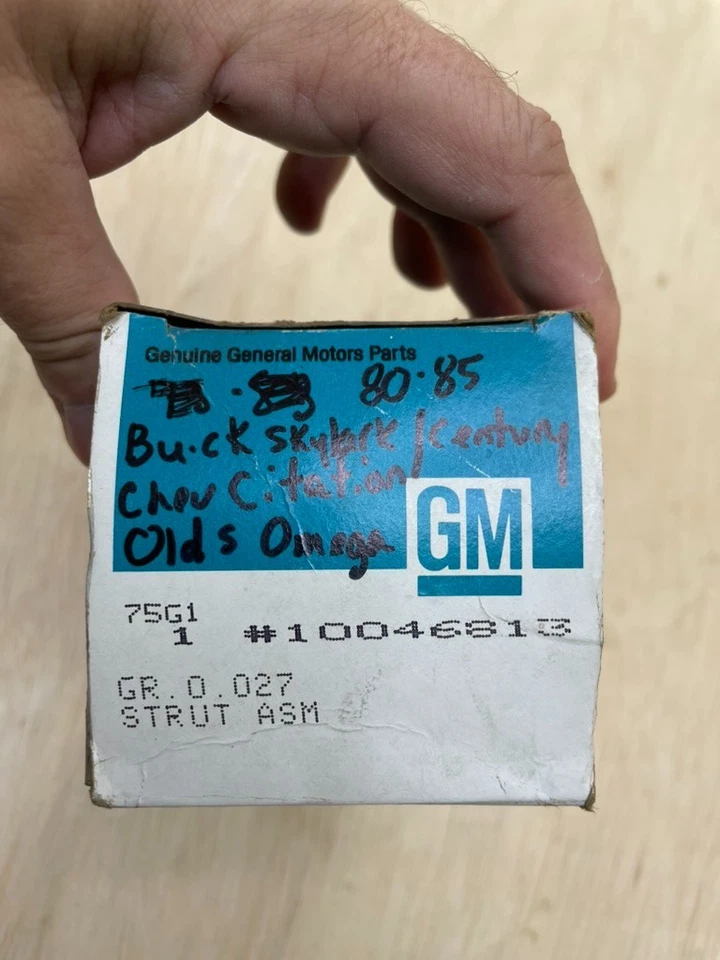 Genuine General Motors Parts
80-85
Buick Skylark/Century
Chev Citation
Olds Omega
GM
75G1
1 #10046813
GR.0.027
STRUT ASM